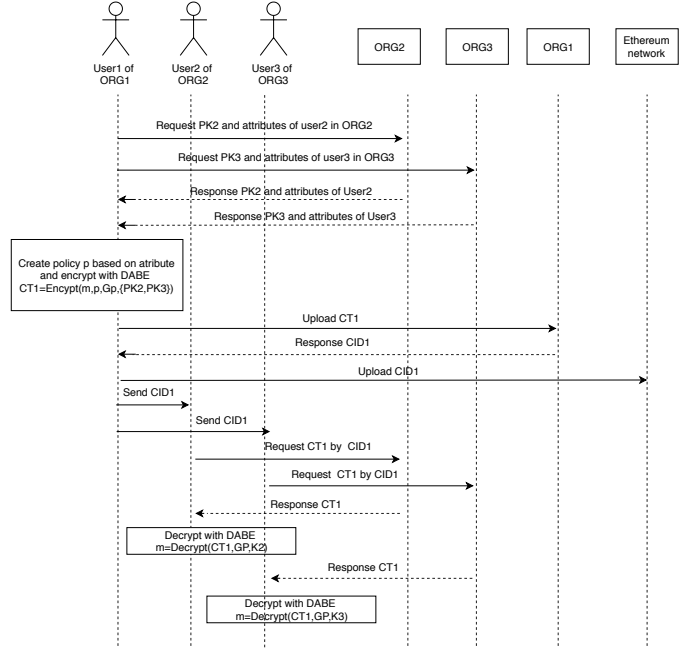 User1 of
ORG1
User2 of
ORG2
User3 of
ORG3
ORG2
ORG3
ORG1
Ethereum
network
Request PK2 and attributes of user2 in ORG2
Request PK3 and attributes of user3 in ORG3
Response PK2 and attributes of User2
Response PK3 and attributes of User3
Create policy p based on atribute
and encrypt with DABE
CT1=Encrypt(m,p,Gp,{PK2,PK3})
Upload CT1
Response CID1
Upload CID1
Send CID1
Send CID1
Request CT1 by CID1
Request CT1 by CID1
Response CT1
Decrypt with DABE
m=Decrypt(CT1,GP,K2)
Response CT1
Decrypt with DABE
m=Decrypt(CT1,GP,K3)